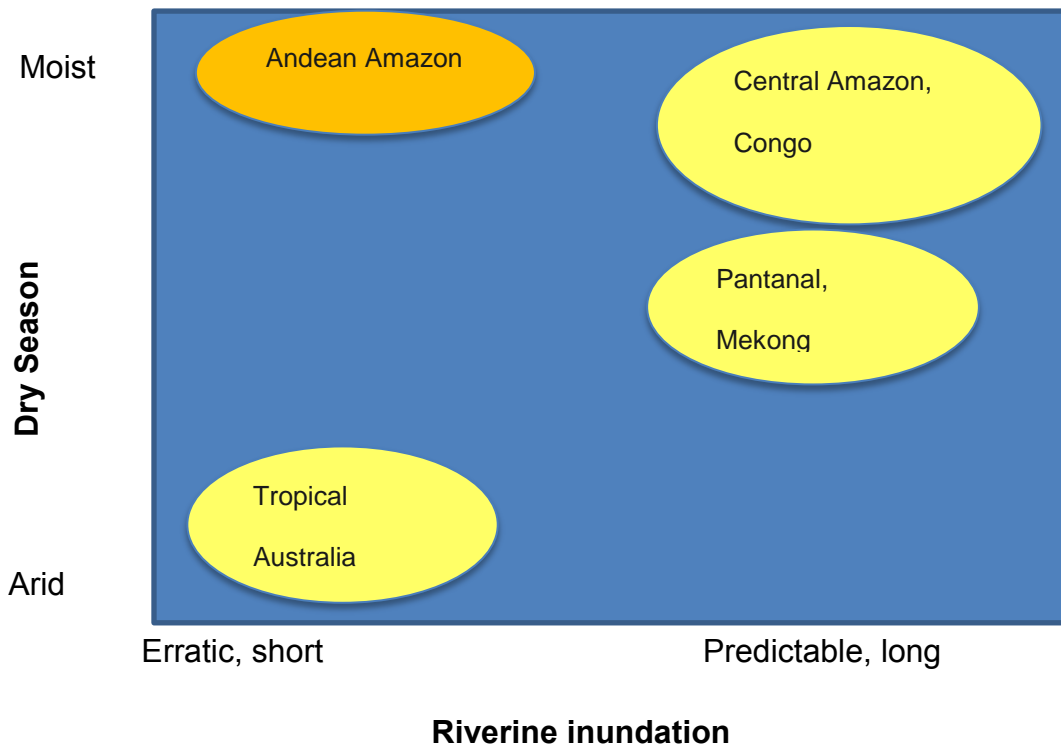 Moist
Andean Amazon
Central Amazon,
Congo
Dry Season
Pantanal,
Mekong
Tropical
Australia
Arid
Erratic, short
Predictable, long
Riverine inundation